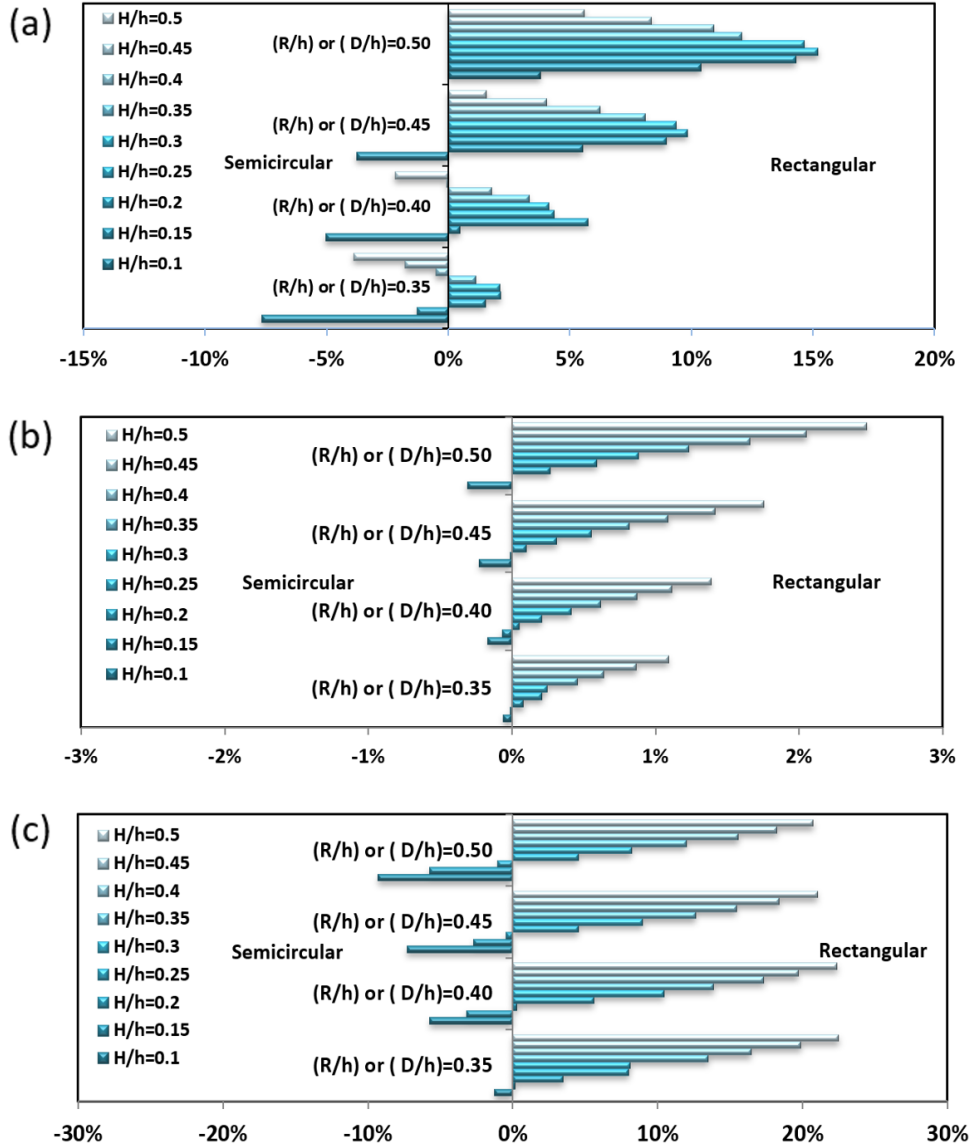 (a)
H/h=0.5
H/h=0.45
H/h=0.4
H/h=0.35
H/h=0.3
H/h=0.25
H/h=0.2
H/h=0.15
H/h=0.1
(R/h) or ( D/h)=0.50
(R/h) or ( D/h)=0.45
Semicircular
Rectangular
(R/h) or ( D/h)=0.40
(R/h) or ( D/h)=0.35
-15% -10% -5% 0% 5% 10% 15% 20%
(b)
H/h=0.5
H/h=0.45
H/h=0.4
H/h=0.35
H/h=0.3
H/h=0.25
H/h=0.2
H/h=0.15
H/h=0.1
(R/h) or ( D/h)=0.50
(R/h) or ( D/h)=0.45
Semicircular
Rectangular
(R/h) or ( D/h)=0.40
(R/h) or ( D/h)=0.35
-3% -2% -1% 0% 1% 2% 3%
(c)
H/h=0.5
H/h=0.45
H/h=0.4
H/h=0.35
H/h=0.3
H/h=0.25
H/h=0.2
H/h=0.15
H/h=0.1
(R/h) or ( D/h)=0.50
(R/h) or ( D/h)=0.45
Semicircular
Rectangular
(R/h) or ( D/h)=0.40
(R/h) or ( D/h)=0.35
-30% -20% -10% 0% 10% 20% 30%